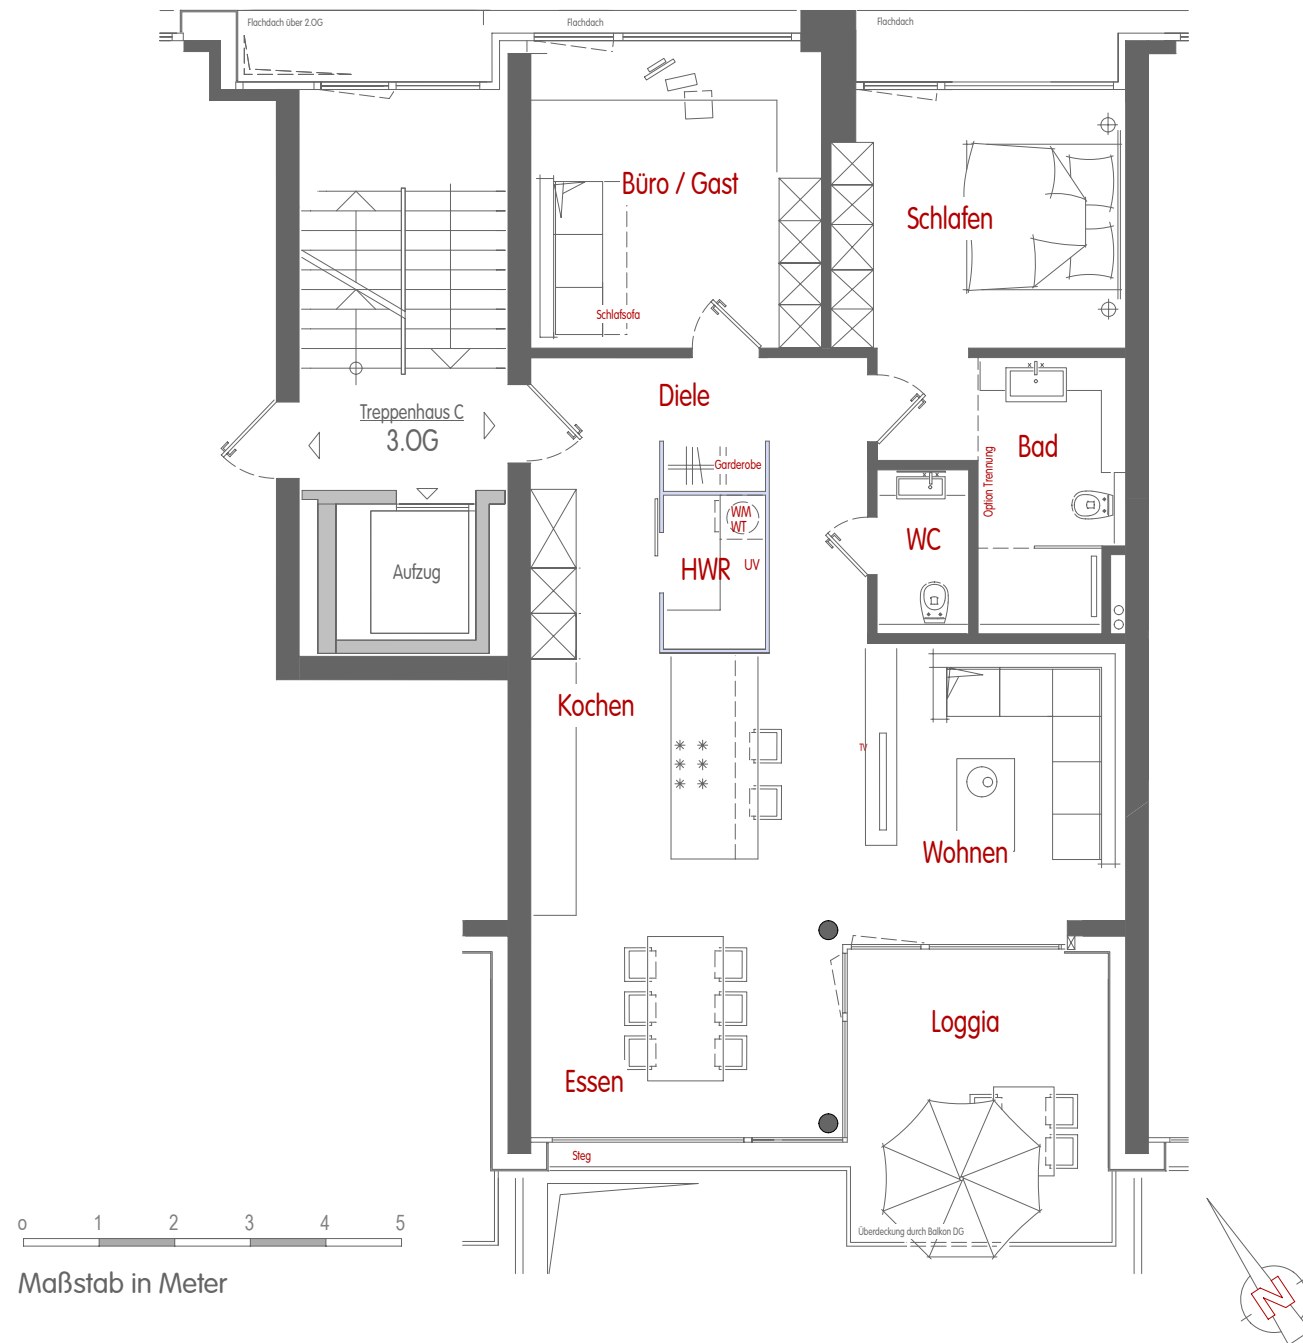 Flachdach über 2.OG
Flachdach
Flachdach
Büro / Gast
Schlafen
Schlafsofa
Diele
Treppenhaus C
3.OG
Bad
Garderobe
Option Trennung
WM
WT
WC
UV
HWR
Aufzug
Kochen
TV
Wohnen
Loggia
Essen
Steg
Überdeckung durch Balkon DG
0 1 2 3 4 5
Maßstab in Meter
N